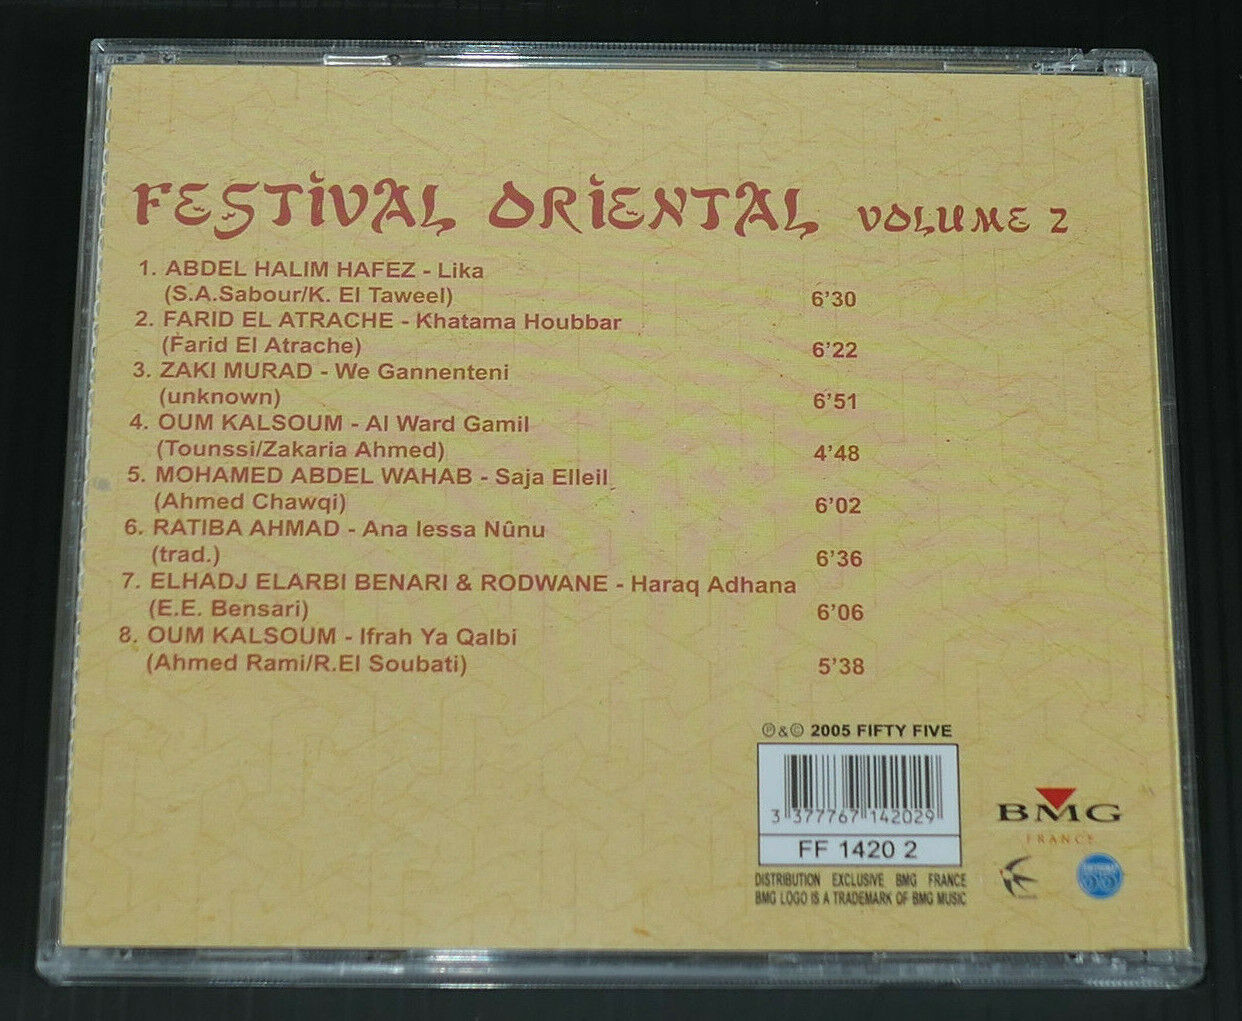 FESTIVAL ORIENTAL VOLUME 2
1. ABDEL HALIM HAFEZ - Lika
(S.A.Sabour/K. El Taweel) 6'30
2. FARID EL ATRACHE - Khatama Houbbar
(Farid El Atrache) 6'22
3. ZAKI MURAD - We Gannenteni
(unknown) 6'51
4. OUM KALSOUM - Al Ward Gamil
(Tounssi/Zakaria Ahmed) 4'48
5. MOHAMED ABDEL WAHAB - Saja Elleil
(Ahmed Chawqi) 6'02
6. RATIBA AHMAD - Ana lessa Nûnu
(trad.) 6'36
7. ELHADJ ELARBI BENARI & RODWANE - Haraq Adhana
(E.E. Bensari) 6'06
8. OUM KALSOUM - Ifrah Ya Qalbi
(Ahmed Rami/R.El Soubati) 5'38
℗ & © 2005 FIFTY FIVE
3 377767 142029
FF 1420 2
DISTRIBUTION EXCLUSIVE BMG FRANCE
BMG LOGO IS A TRADEMARK OF BMG MUSIC
BMG
FRANCE